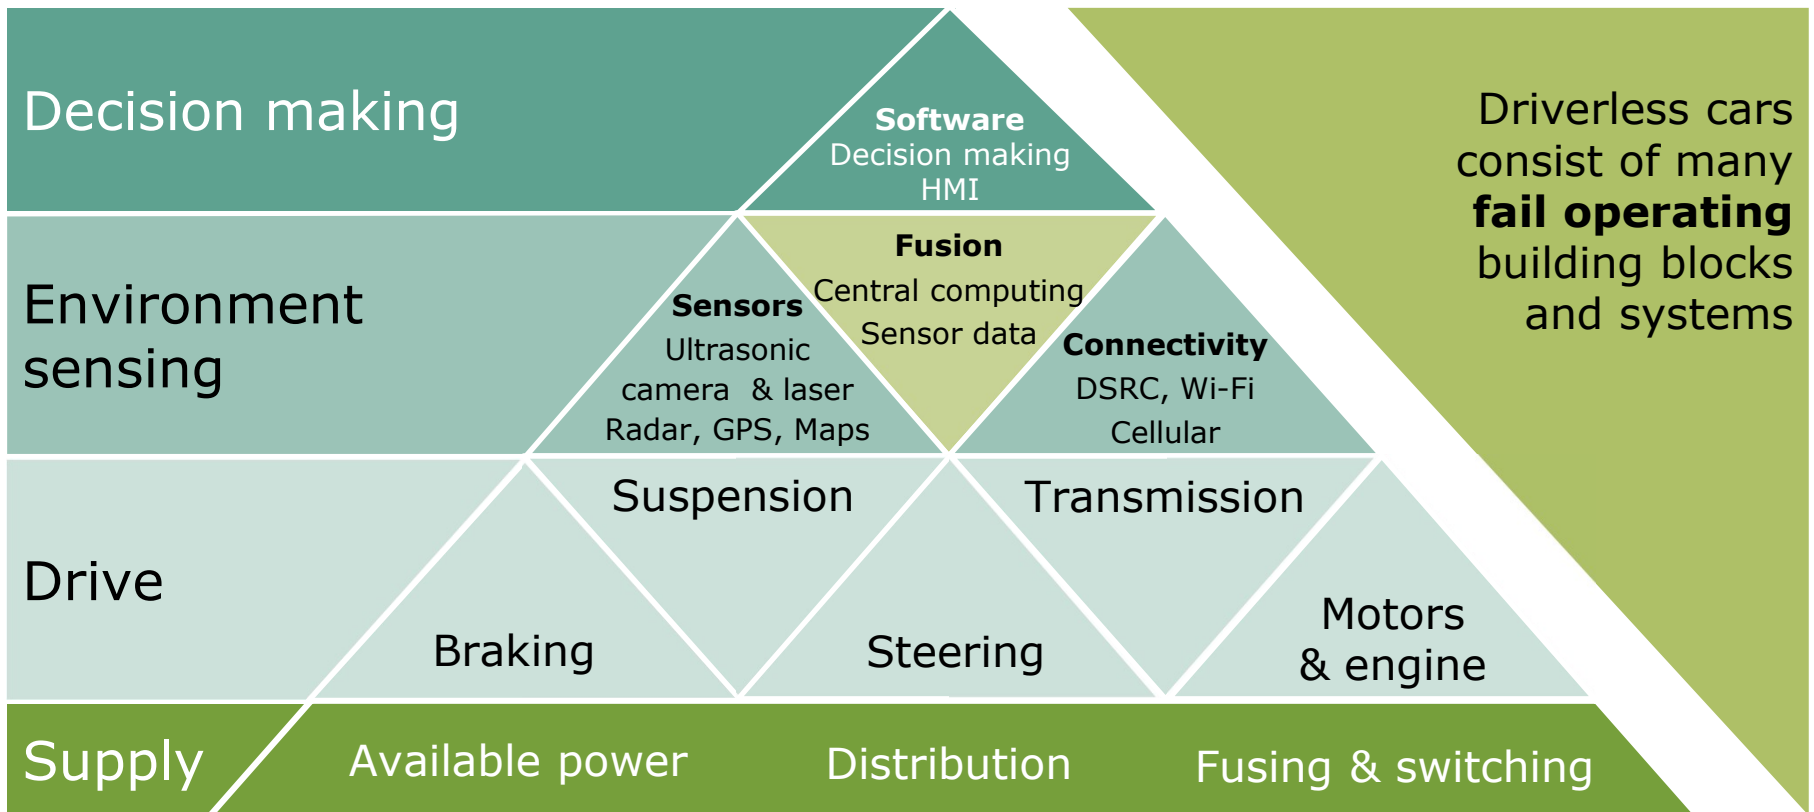 Decision making
Software
Decision making
HMI
Driverless cars
consist of many
fail operating
building blocks
and systems
Environment
sensing
Sensors
Ultrasonic
camera & laser
Radar, GPS, Maps
Fusion
Central computing
Sensor data
Connectivity
DSRC, Wi-Fi
Cellular
Drive
Suspension
Transmission
Braking
Steering
Motors
& engine
Supply
Available power
Distribution
Fusing & switching